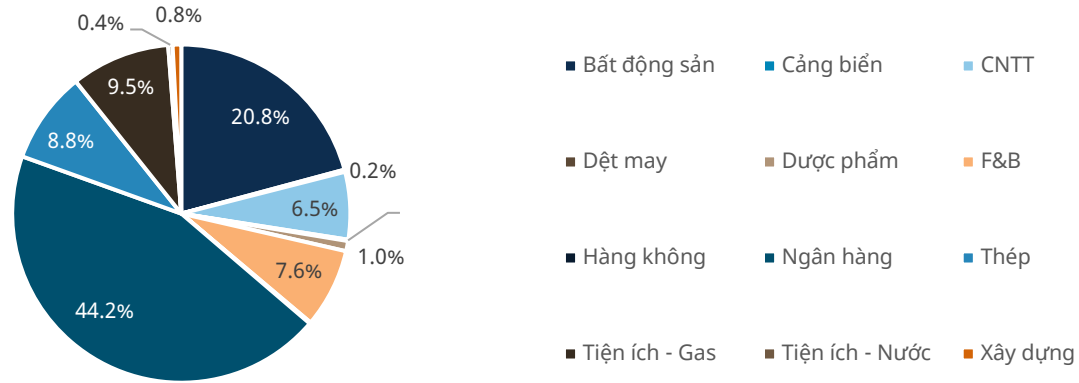 0.8%
0.4%
9.5%
20.8%
8.8%
0.2%
6.5%
1.0%
7.6%
44.2%
Bất động sản Cảng biển CNTT
Dệt may Dược phẩm F&B
Hàng không Ngân hàng Thép
Tiện ích - Gas Tiện ích - Nước Xây dựng